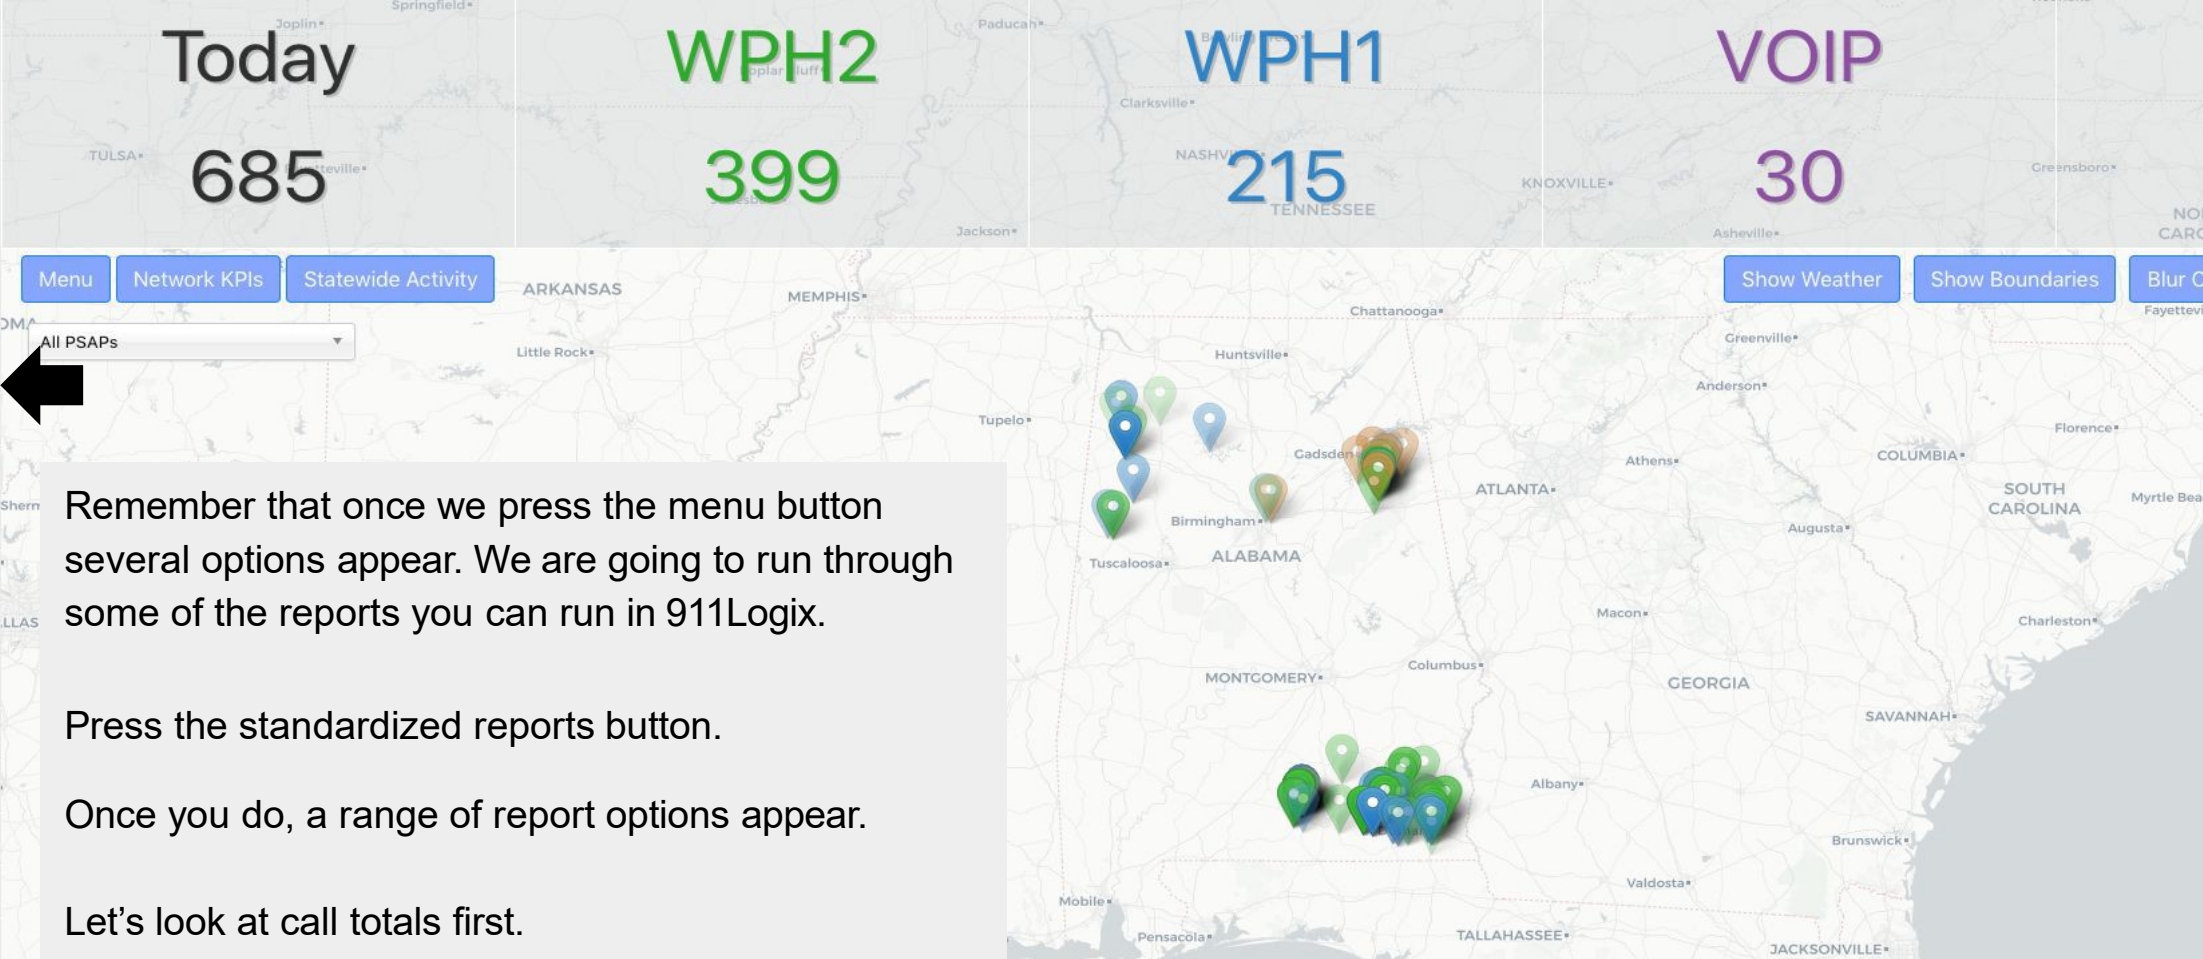 Springfield
Joplin
Paducah
Today
WPH2
WPH1
VOIP
Clarksville
TULSA
685
399
215
30
KNOXVILLE
Greensboro
TENNESSEE
Jackson
Asheville
Menu
Network KPIs
Statewide Activity
Show Weather
Show Boundaries
Blur C
ARKANSAS
MEMPHIS
Chattanooga
All PSAPs
Greenville
Little Rock
Huntsville
Anderson
Tupelo
Florence
Gadsden
Athens
COLUMBIA
ATLANTA
SOUTH
CAROLINA
Myrtle Bea
Birmingham
Augusta
ALABAMA
Tuscaloosa
Remember that once we press the menu button
several options appear. We are going to run through
some of the reports you can run in 911Logix.
Macon
Charleston
Columbus
MONTGOMERY
GEORGIA
Press the standardized reports button.
SAVANNAH
Albany
Once you do, a range of report options appear.
Brunswick
Valdosta
Mobile
Let’s look at call totals first.
Pensacola
TALLAHASSEE
JACKSONVILLE